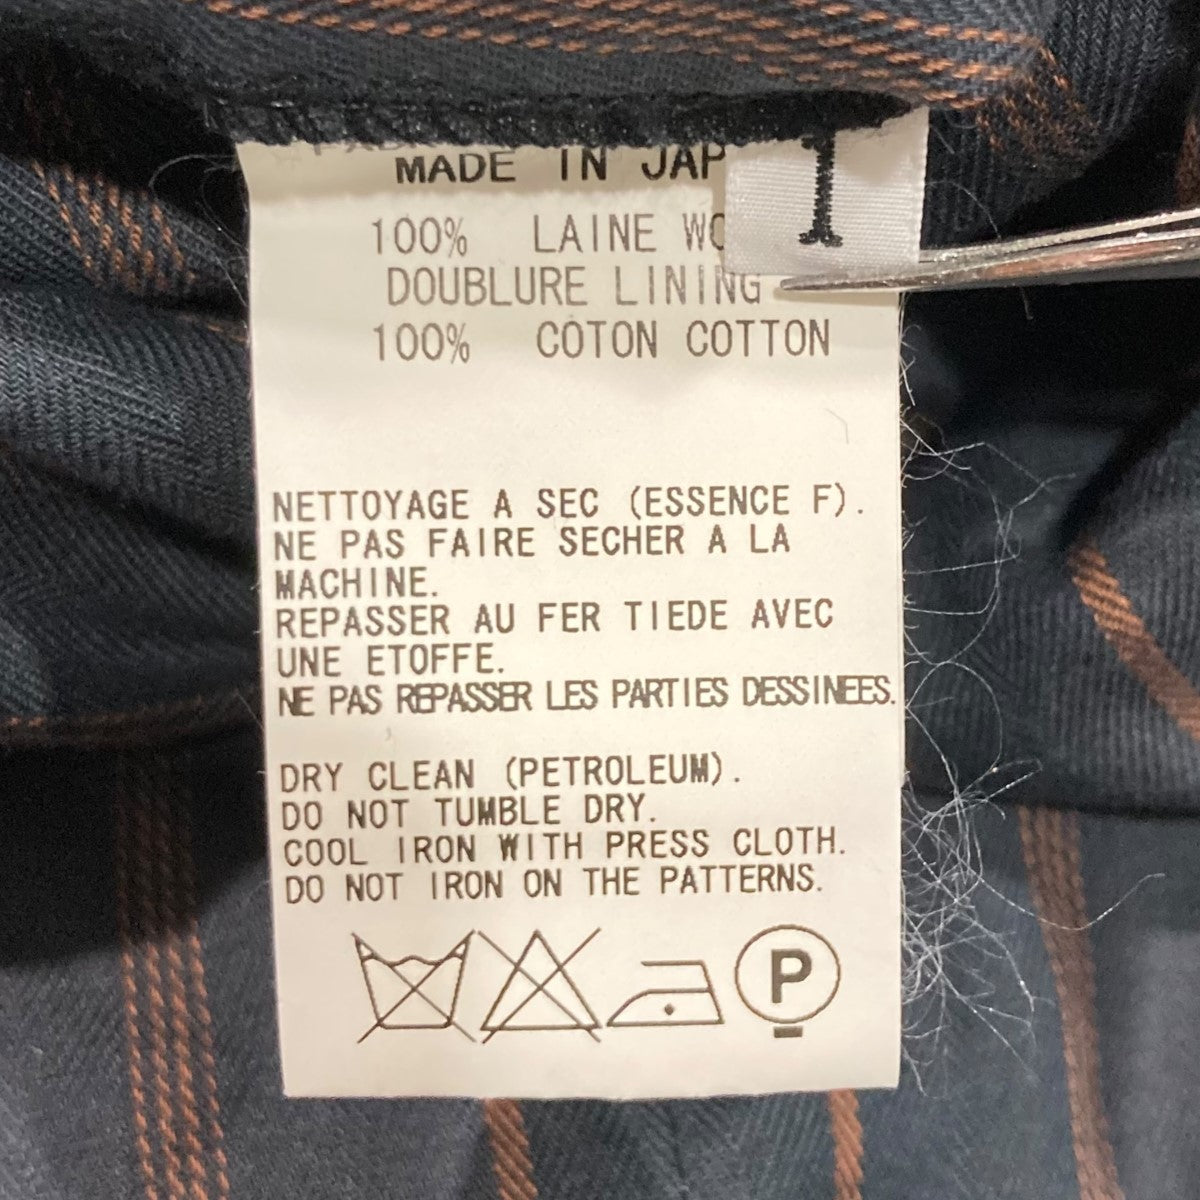 MADE IN JAP
100% LAINE WO
DOUBLURE LINING
100% COTON COTTON
NETTOYAGE A SEC (ESSENCE F).
NE PAS FAIRE SECHER A LA
MACHINE.
REPASSER AU FER TIEDE AVEC
UNE ETOFFE.
NE PAS REPASSER LES PARTIES DESSINEES.
DRY CLEAN (PETROLEUM).
DO NOT TUMBLE DRY.
COOL IRON WITH PRESS CLOTH.
DO NOT IRON ON THE PATTERNS.
P